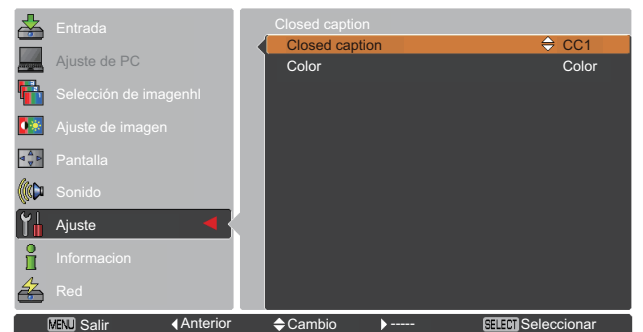 Entrada
Ajuste de PC
Selección de imagenhl
Ajuste de imagen
Pantalla
Sonido
Ajuste
Informacion
Red
Closed caption
Closed caption CC1
Color Color
MENU Salir Anterior Cambio ----- SELECT Seleccionar